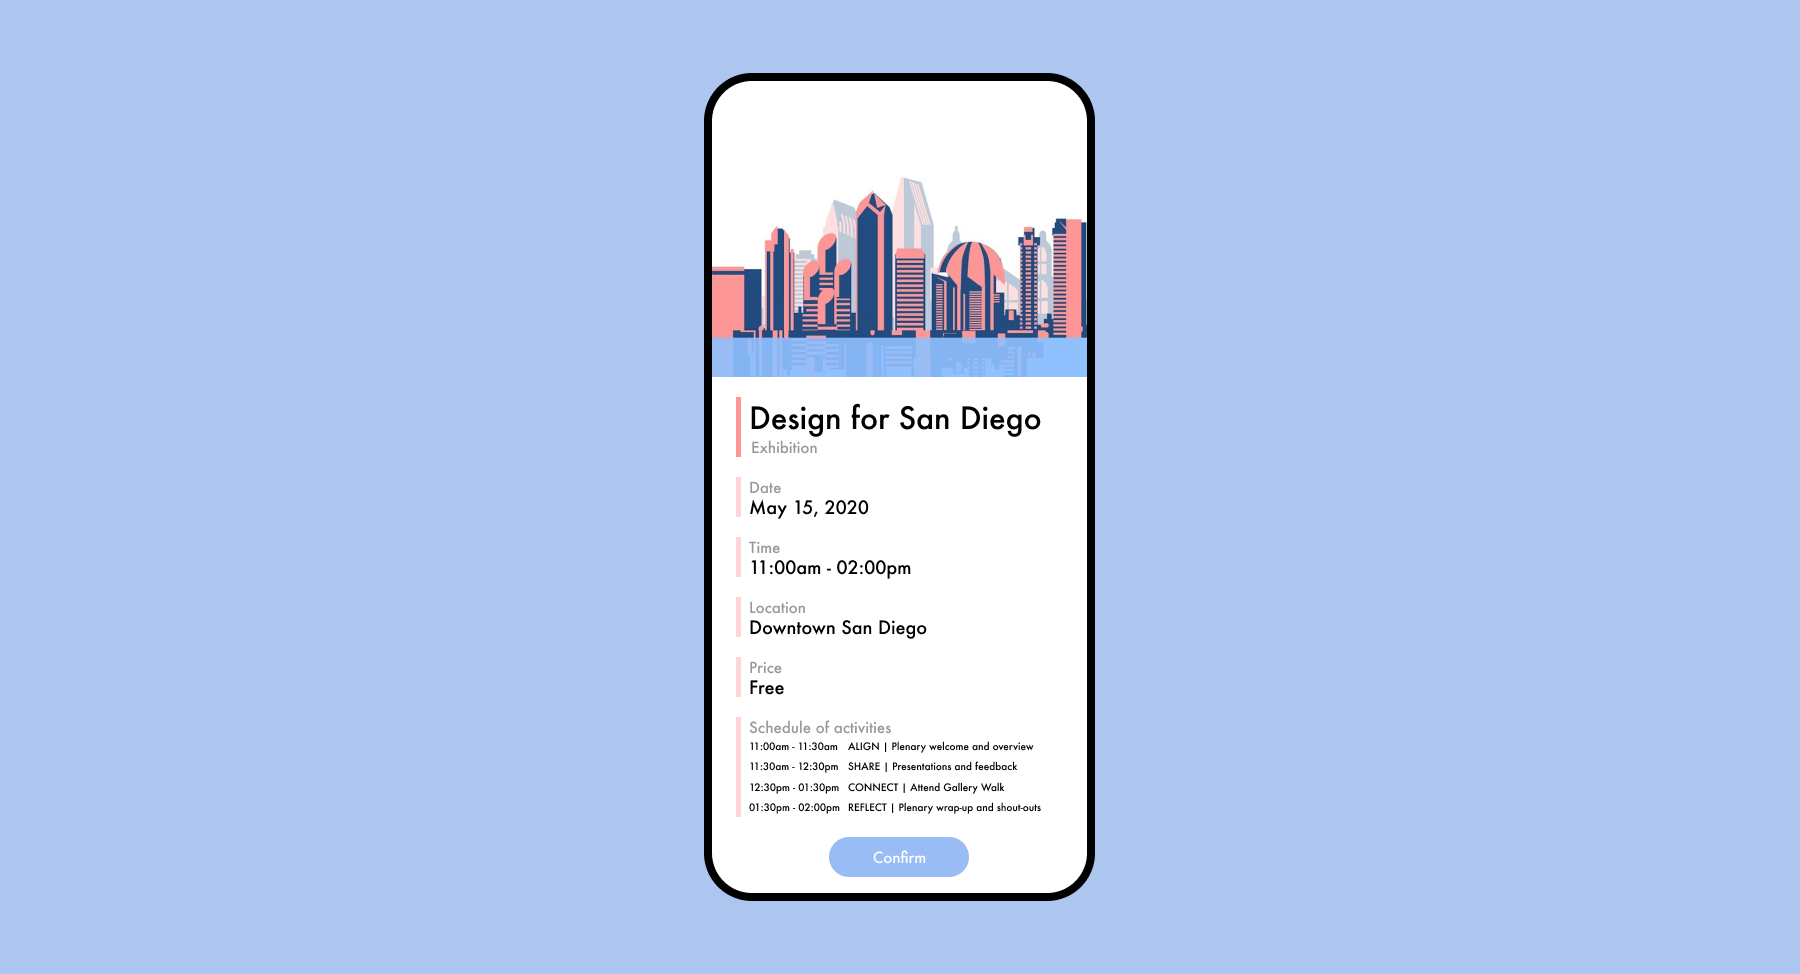 Design for San Diego
Exhibition
Date
May 15, 2020
Time
11:00am - 02:00pm
Location
Downtown San Diego
Price
Free
Schedule of activities
11:00am - 11:30am ALIGN | Plenary welcome and overview
11:30am - 12:30pm SHARE | Presentations and feedback
12:30pm - 01:30pm CONNECT | Attend Gallery Walk
01:30pm - 02:00pm REFLECT | Plenary wrap-up and shout-outs
Confirm